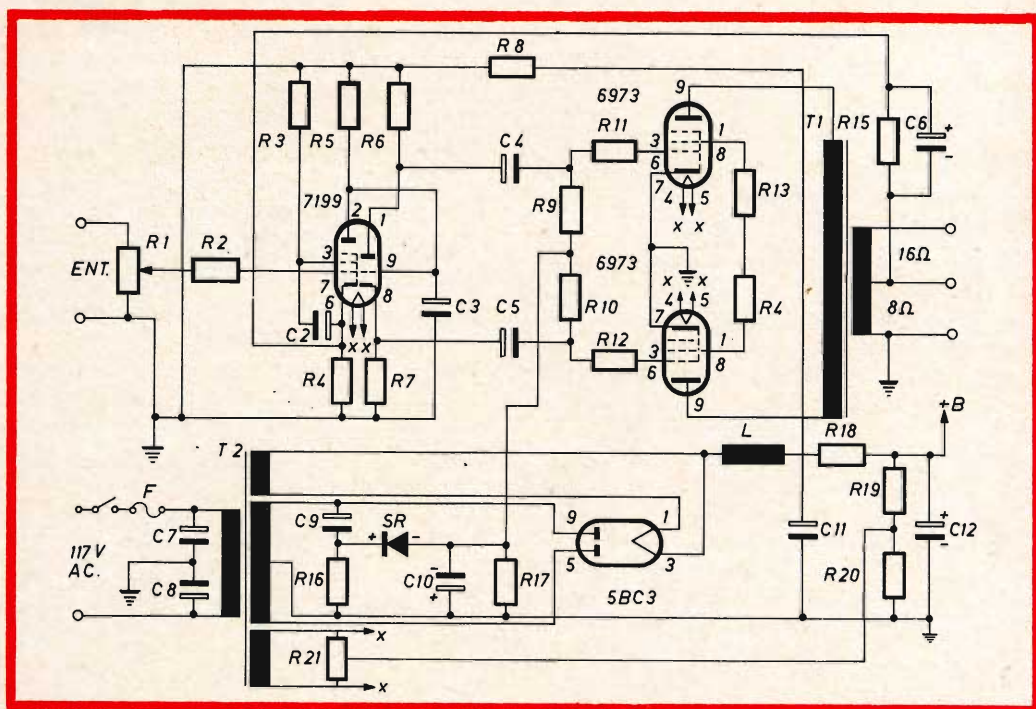 R8
9
6973
R3
R5
R6
R11
3
6
7
4
5
1
8
T1
R15
C6
+
-
C4
R13
x x
7199
2
1
R9
R1
R2
3
9
6973
x x
16Ω
ENT.
7
8
C3
4
5
R4
8Ω
6
C2
C5
R10
7
1
x x
R12
3
8
R4
R7
6
9
+B
T2
L
R18
F
C9
+
SR
-
9
1
R19
+
C7
C11
C12
-
117V
AC.
C8
R16
C10
-
+
R17
5
3
R20
5BC3
x
R21
x